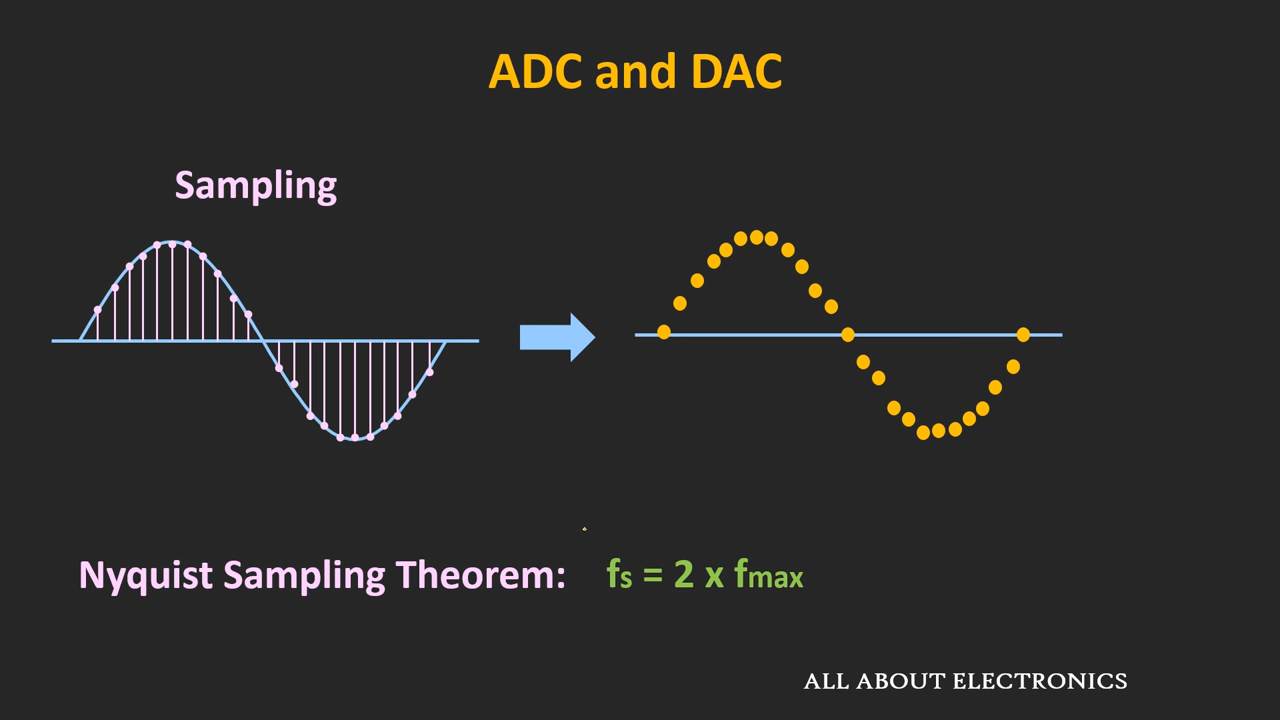 ADC and DAC
Sampling
Nyquist Sampling Theorem: fs = 2 x fmax
ALL ABOUT ELECTRONICS